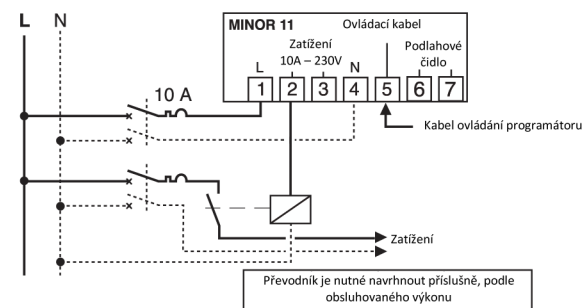 L N
MINOR 11
Ovládací kabel
Zatížení
10A – 230V
Podlahové
čidlo
L N
1 2 3 4 5 6 7
10 A
Kabel ovládání programátoru
Zatížení
Převodník je nutné navrhnout příslušně, podle
obsluhovaného výkonu